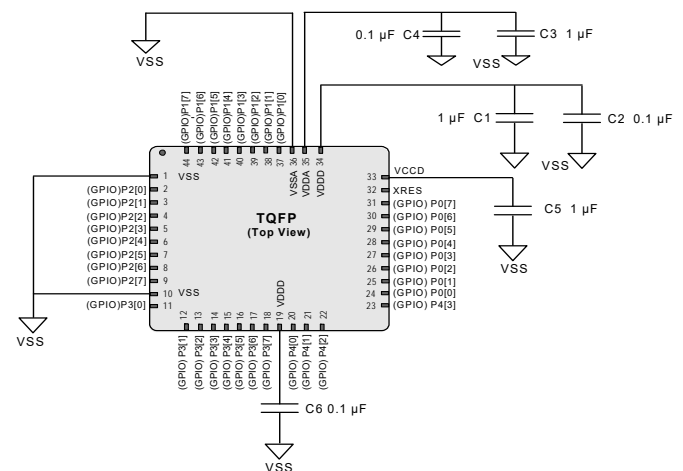 0.1 µF C4
C3 1 µF
VSS
VSS
1 µF C1
C2 0.1 µF
VSS
(GPIO)P1[7]
(GPIO)P1[6]
(GPIO)P1[5]
(GPIO)P1[4]
(GPIO)P1[3]
(GPIO)P1[2]
(GPIO)P1[1]
(GPIO)P1[0]
44
43
42
41
40
39
38
37
36
35
34
VSSA
VDDA
VDDD
1 VSS
(GPIO)P2[0] 2
(GPIO)P2[1] 3
(GPIO)P2[2] 4
(GPIO)P2[3] 5
(GPIO)P2[4] 6
(GPIO)P2[5] 7
(GPIO)P2[6] 8
(GPIO)P2[7] 9
10 VSS
(GPIO)P3[0] 11
VSS
TQFP
(Top View)
33 VCCD
32 XRES
31 (GPIO) P0[7]
30 (GPIO) P0[6]
29 (GPIO) P0[5]
28 (GPIO) P0[4]
27 (GPIO) P0[3]
26 (GPIO) P0[2]
25 (GPIO) P0[1]
24 (GPIO) P0[0]
23 (GPIO) P4[3]
C5 1 µF
VSS
VDDD
12
13
14
15
16
17
18
19
20
21
22
(GPIO) P3[1]
(GPIO) P3[2]
(GPIO) P3[3]
(GPIO) P3[4]
(GPIO) P3[5]
(GPIO) P3[6]
(GPIO) P3[7]
(GPIO) P4[0]
(GPIO) P4[1]
(GPIO) P4[2]
C6 0.1 µF
VSS